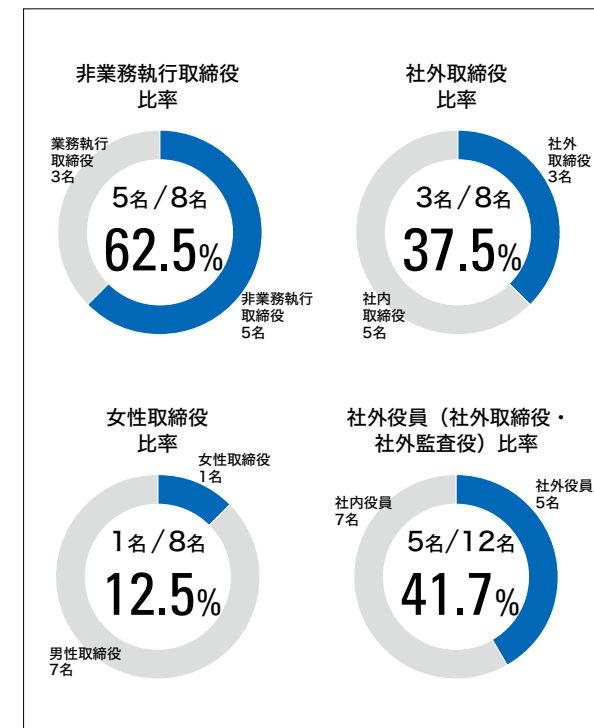 非業務執行取締役
比率
業務執行
取締役
3名
5名/8名
62.5%
非業務執行
取締役
5名
社外取締役
比率
社外
取締役
3名
3名/8名
37.5%
社内
取締役
5名
女性取締役
比率
女性取締役
1名
1名/8名
12.5%
男性取締役
7名
社外役員（社外取締役・
社外監査役）比率
社内役員
7名
社外役員
5名
5名/12名
41.7%